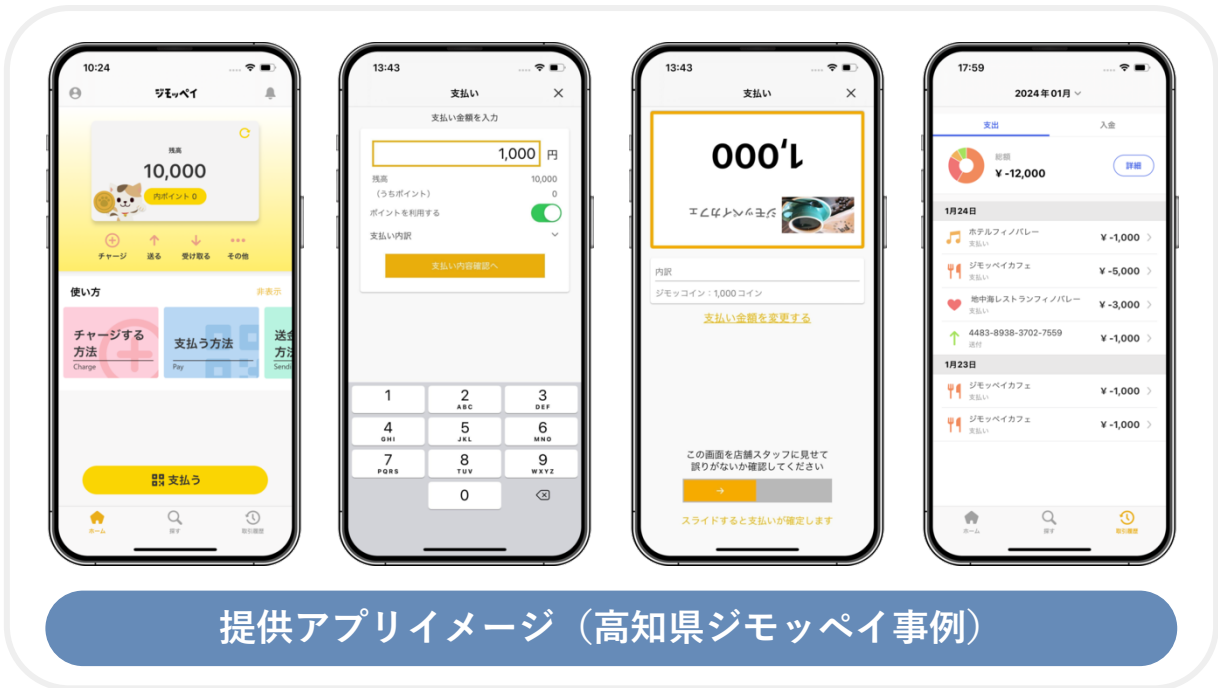 10:24
ジモッペイ
残高
10,000
内ポイント 0
チャージ
送る
受け取る
その他
使い方
非表示
チャージする
方法
Charge
支払う方法
Pay
送金
方法
Sendi
支払う
ホーム
探す
取引履歴
13:43
支払い
支払い金額を入力
1,000 円
残高 10,000
（うちポイント） 0
ポイントを利用する
支払い内訳
支払い内容確認へ
1
2
ABC
3
DEF
4
GHI
5
JKL
6
MNO
7
PQRS
8
TUV
9
WXYZ
0
13:43
支払い
1,000
ジモッペイカフェ
内訳
ジモッコイン：1,000 コイン
支払い金額を変更する
この画面を店舗スタッフに見せて
誤りがないか確認してください
スライドすると支払いが確定します
17:59
2024年01月
支出
入金
総額
¥ -12,000
詳細
1月24日
ホテルフィノバレー
支払い
¥ -1,000
ジモッペイカフェ
支払い
¥ -5,000
地中海レストランフィノバレー
支払い
¥ -3,000
4483-8938-3702-7559
送付
¥ -1,000
1月23日
ジモッペイカフェ
支払い
¥ -1,000
ジモッペイカフェ
支払い
¥ -1,000
ホーム
探す
取引履歴
提供アプリイメージ（高知県ジモッペイ事例）